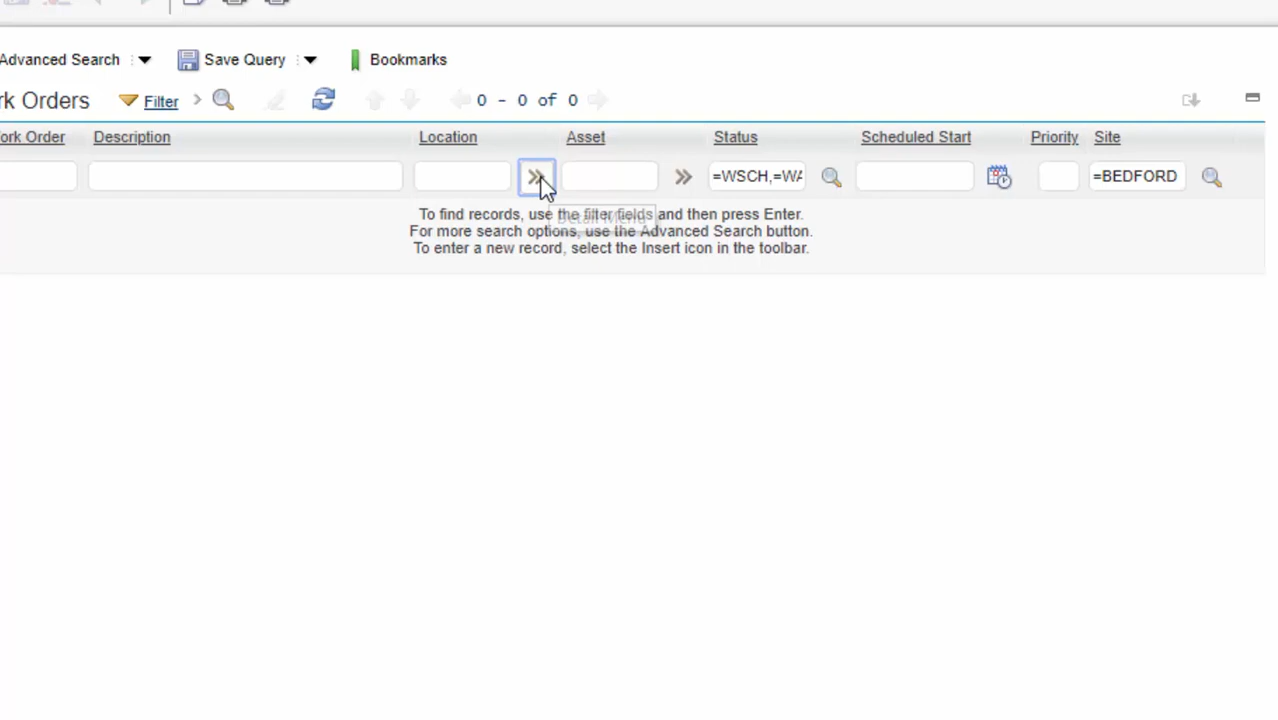 Advanced Search Save Query Bookmarks
rk Orders Filter 0 - 0 of 0
ork Order Description Location Asset Status Scheduled Start Priority Site
=WSCH,=WA =BEDFORD
Detail Menu
To find records, use the filter fields and then press Enter.
For more search options, use the Advanced Search button.
To enter a new record, select the Insert icon in the toolbar.